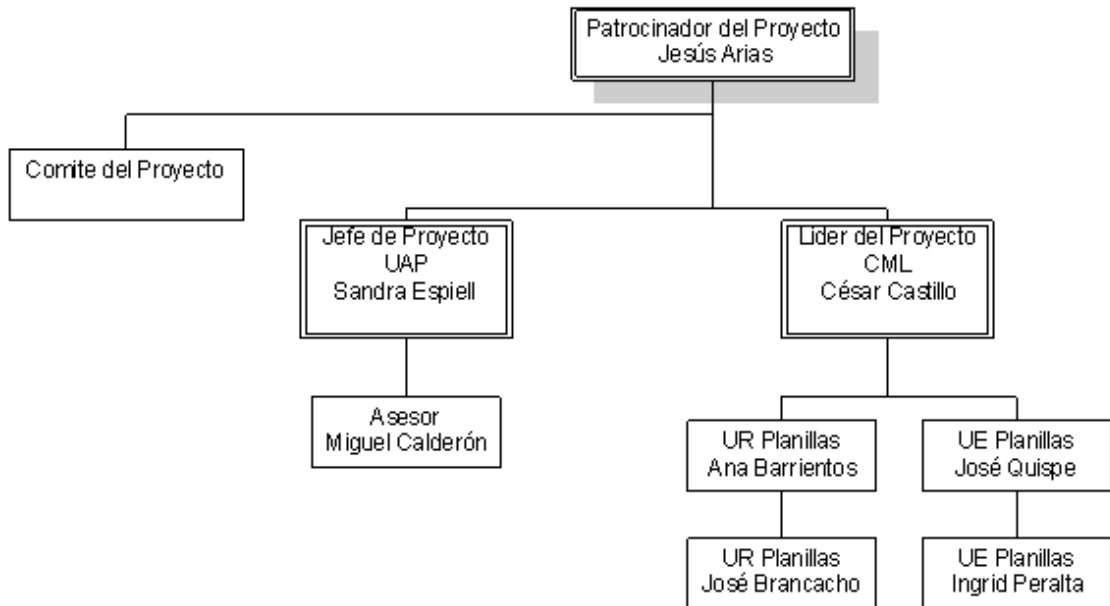 Patrocinador del Proyecto
Jesús Arias
Comite del Proyecto
Jefe de Proyecto
UAP
Sandra Espiell
Lider del Proyecto
CML
César Castillo
Asesor
Miguel Calderón
UR Planillas
Ana Barrientos
UE Planillas
José Quispe
UR Planillas
José Brancacho
UE Planillas
Ingrid Peralta